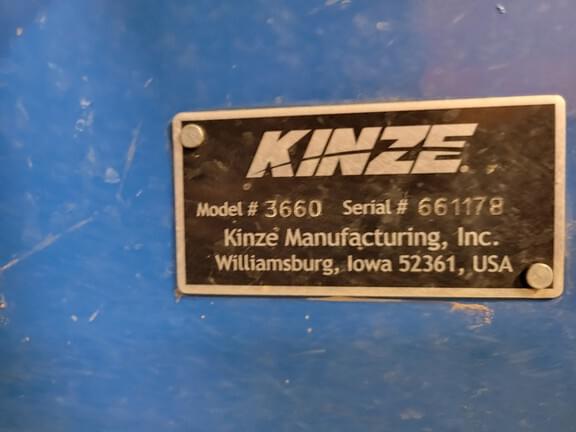 KINZE
Model # 3660 Serial # 661178
Kinze Manufacturing, Inc.
Williamsburg, Iowa 52361, USA